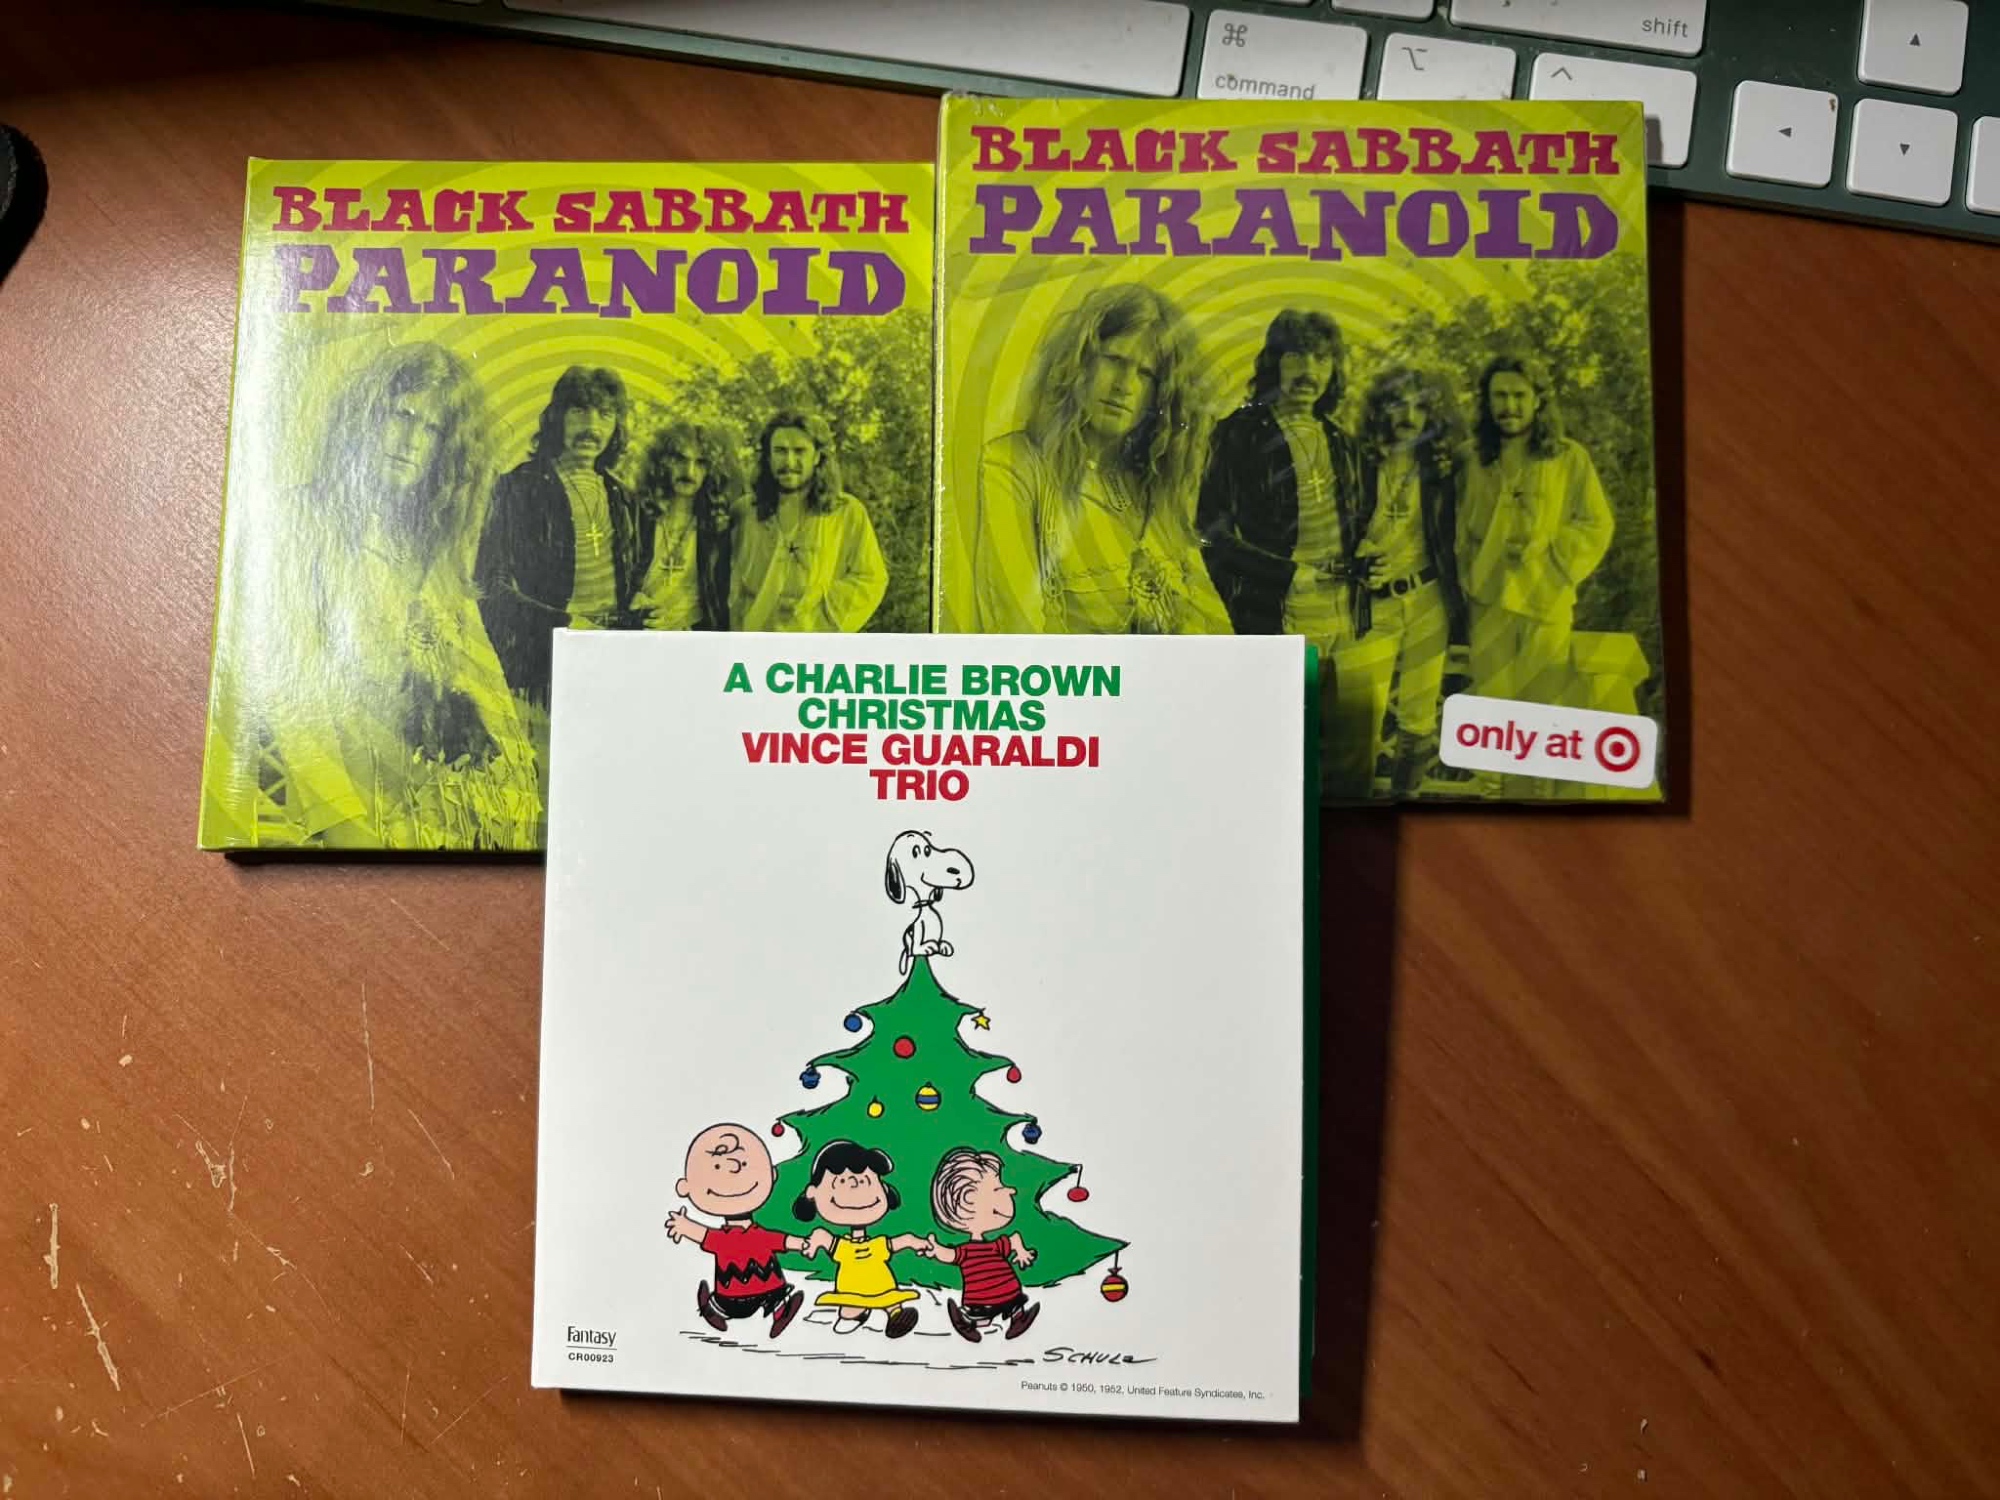 shift
command
BLACK SABBATH
PARANOID
BLACK SABBATH
PARANOID
only at
A CHARLIE BROWN
CHRISTMAS
VINCE GUARALDI
TRIO
Fantasy
CR00923
SCHULZ
Peanuts © 1950, 1952, United Feature Syndicates, Inc.